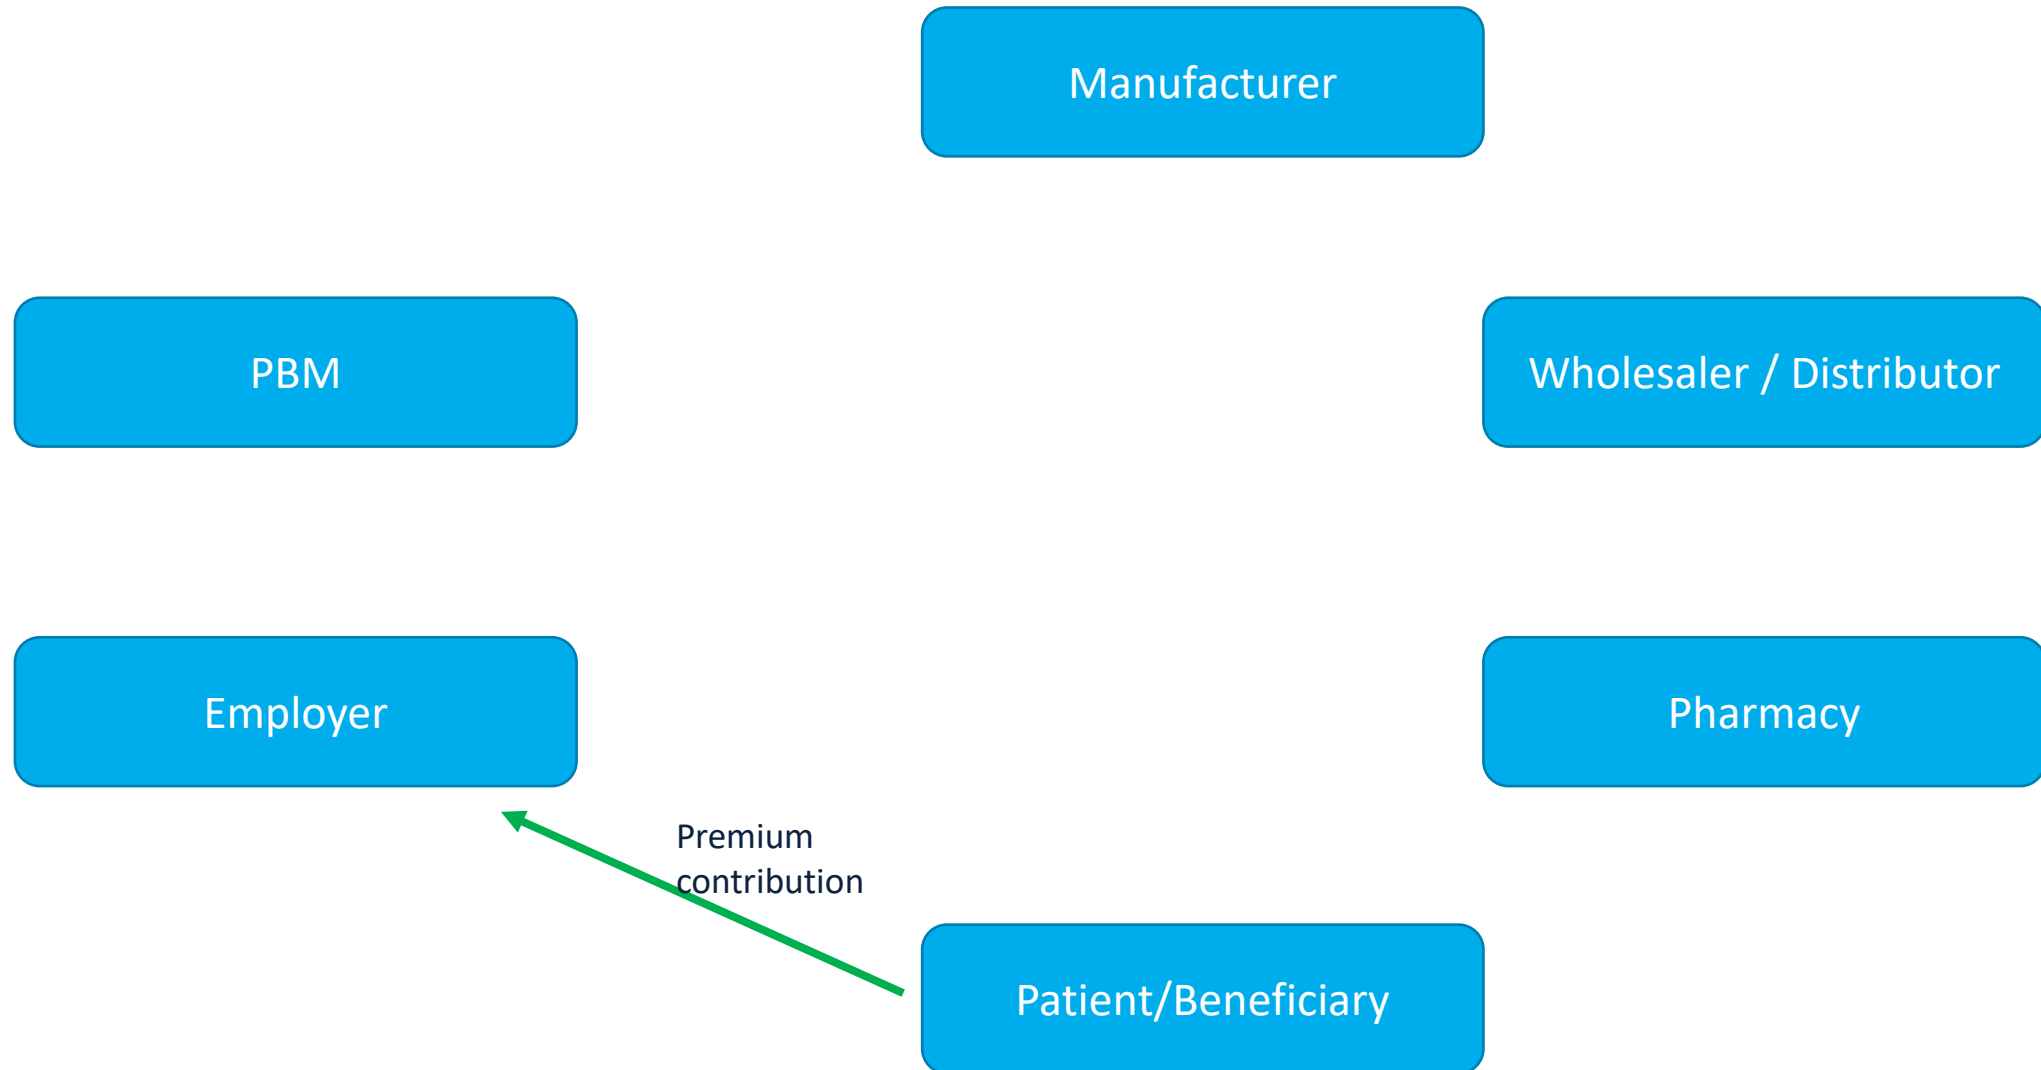 Manufacturer
PBM
Wholesaler / Distributor
Employer
Pharmacy
Premium
contribution
Patient/Beneficiary